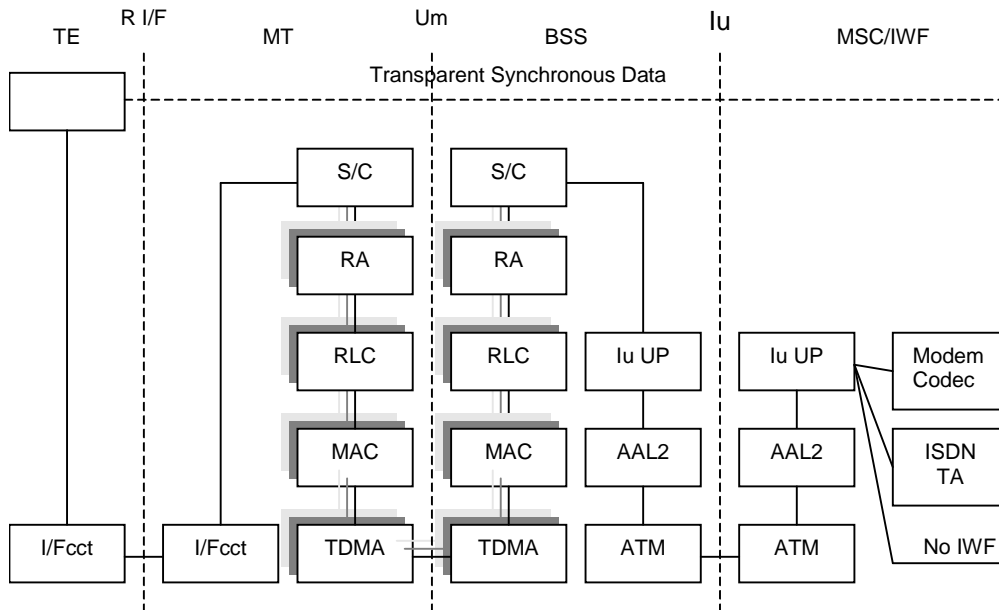 R I/F Um Iu
TE MT BSS MSC/IWF
Transparent Synchronous Data
S/C S/C
RA RA
RLC RLC Iu UP Iu UP Modem
Codec
MAC MAC AAL2 AAL2 ISDN
TA
I/Fcct I/Fcct TDMA TDMA ATM ATM No IWF